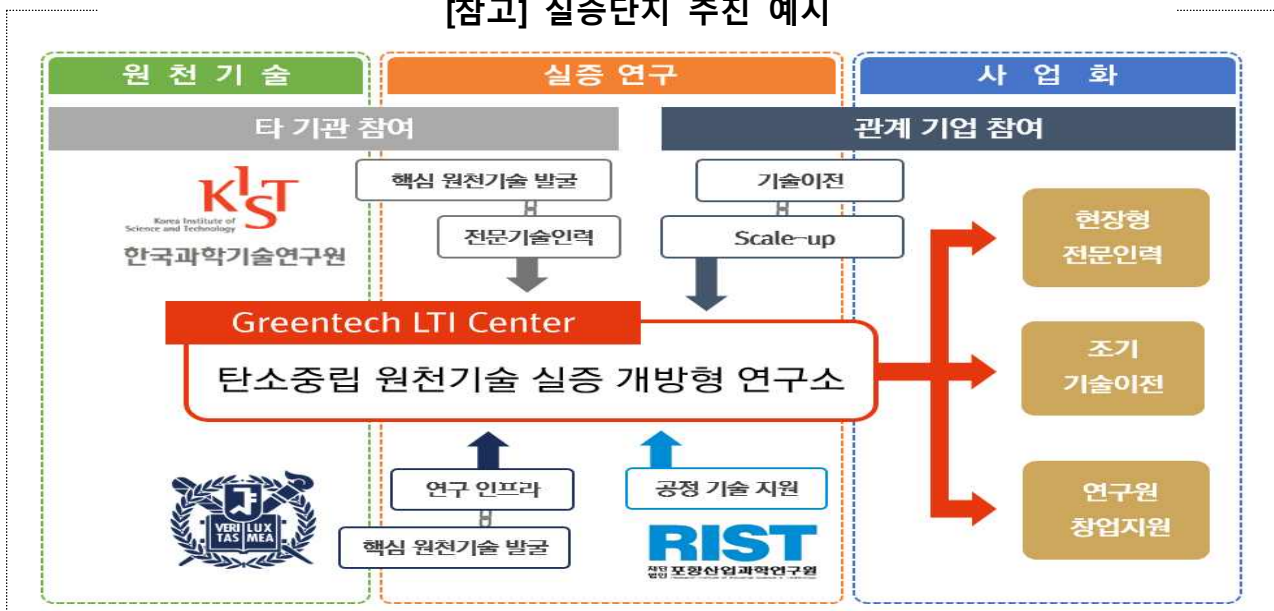 [참고] 실증단지 추진 예시
원 천 기 술
실증 연구
사 업 화
타 기관 참여
관계 기업 참여
KIST
Korea Institute of
Science and Technology
한국과학기술연구원
핵심 원천기술 발굴
전문기술인력
기술이전
Scale-up
현장형
전문인력
Greentech LTI Center
탄소중립 원천기술 실증 개방형 연구소
조기
기술이전
VERI LUX
TAS MEA
연구 인프라
핵심 원천기술 발굴
공정 기술 지원
RIST
재단법인 포항산업과학연구원
연구원
창업지원